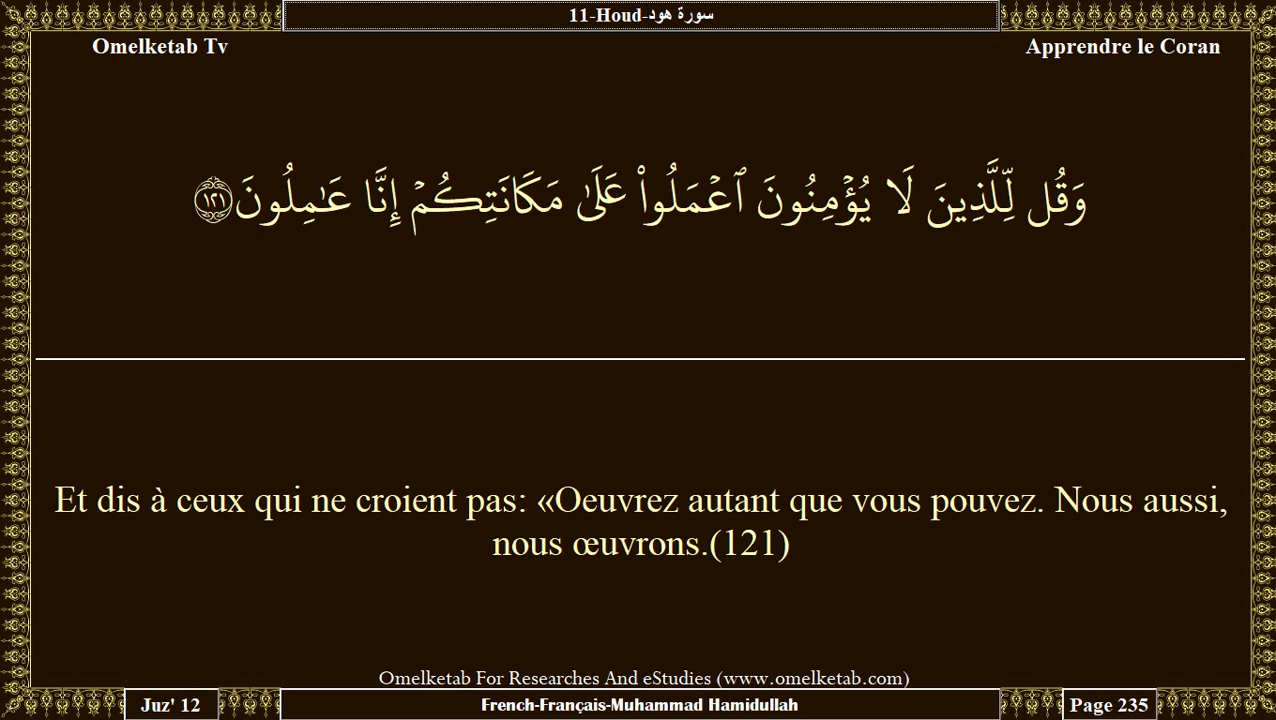 11-Houd-سورة هود
Omelketab Tv
Apprendre le Coran
وَقُل لِّلَّذِينَ لَا يُؤْمِنُونَ ٱعْمَلُوا۟ عَلَىٰ مَكَانَتِكُمْ إِنَّا عَـٰمِلُونَ ١٢١
Et dis à ceux qui ne croient pas: «Oeuvrez autant que vous pouvez. Nous aussi,
nous œuvrons.(121)
Omelketab For Researches And eStudies (www.omelketab.com)
Juz' 12
French-Français-Muhammad Hamidullah
Page 235